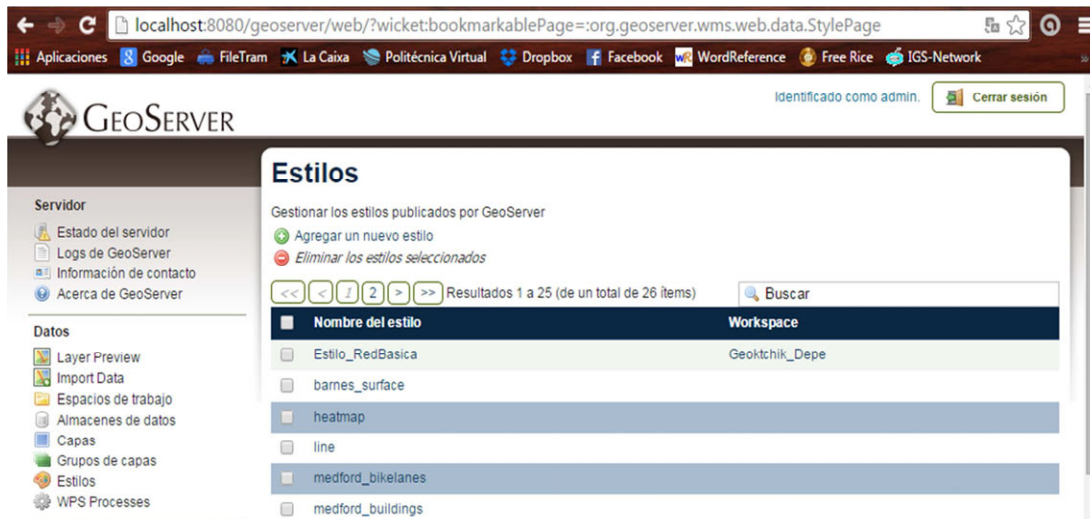 localhost:8080/geoserver/web/?wicket:bookmarkablePage=:org.geoserver.wms.web.data.StylePage
Aplicaciones Google FileTram La Caixa Politécnica Virtual Dropbox Facebook WordReference Free Rice IGS-Network
GEOSERVER
Identificado como admin. Cerrar sesión
Servidor
Estado del servidor
Logs de GeoServer
Información de contacto
Acerca de GeoServer
Datos
Layer Preview
Import Data
Espacios de trabajo
Almacenes de datos
Capas
Grupos de capas
Estilos
WPS Processes
Estilos
Gestionar los estilos publicados por GeoServer
Agregar un nuevo estilo
Eliminar los estilos seleccionados
<< < 1 2 > >> Resultados 1 a 25 (de un total de 26 ítems) Buscar
Nombre del estilo Workspace
Estilo_RedBasica Geoktchik_Depe
barnes_surface
heatmap
line
medford_bikelanes
medford_buildings